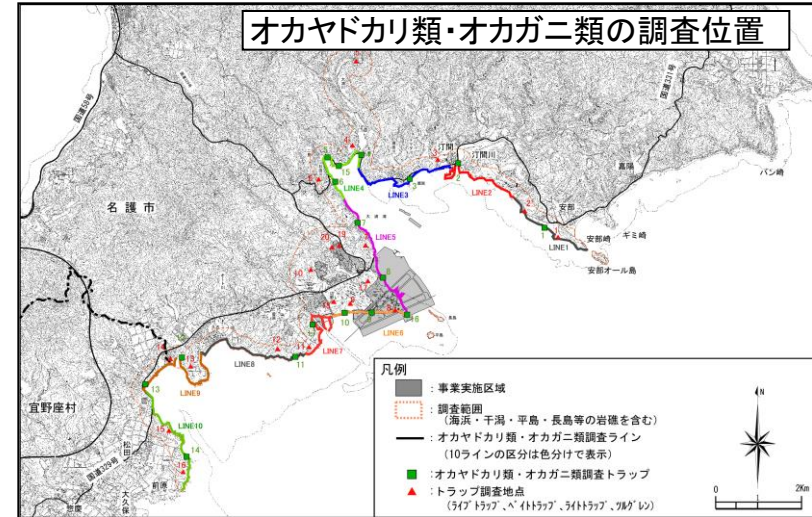 オカヤドカリ類・オカガニ類の調査位置
国道58号
国道331号
名護市
汀間
汀間川
嘉陽
バン崎
安部
ギミ崎
安部崎
安部オール島
LINE4
LINE3
LINE2
LINE1
LINE5
LINE6
LINE7
LINE8
LINE9
LINE10
長島
平島
宜野座村
松田
国道329号
前原
大久保
惣慶
凡例
：事業実施区域
：調査範囲
（海浜・干潟・平島・長島等の岩礁を含む）
：オカヤドカリ類・オカガニ類調査ライン
（10ラインの区分は色分けで表示）
：オカヤドカリ類・オカガニ類調査トラップ
：トラップ調査地点
（ライブトラップ、ベイトトラップ、ライトトラップ、ツルグレン）
N
0 2Km